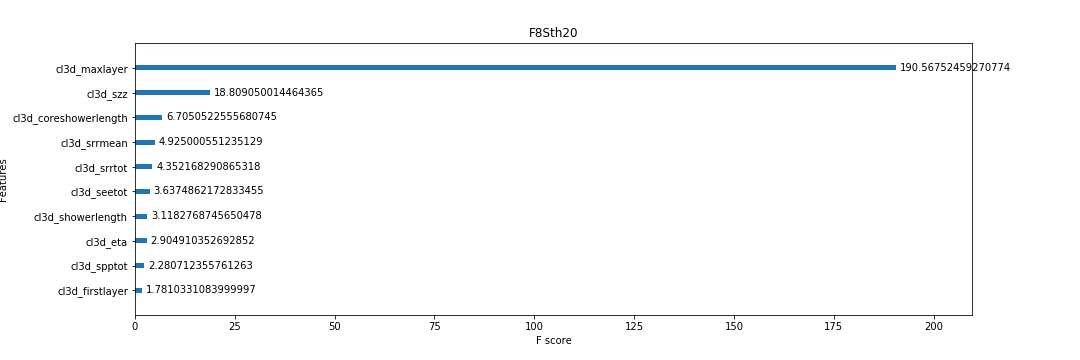 F8Sth20
cl3d_maxlayer 190.56752459270774
cl3d_szz 18.809050014464365
cl3d_coreshowerlength 6.7050522555680745
cl3d_srrmean 4.925000551235129
cl3d_srrtot 4.352168290865318
cl3d_seetot 3.6374862172833455
cl3d_showerlength 3.1182768745650478
cl3d_eta 2.904910352692852
cl3d_spptot 2.280712355761263
cl3d_firstlayer 1.7810331083999997
Features
0 25 50 75 100 125 150 175 200
F score